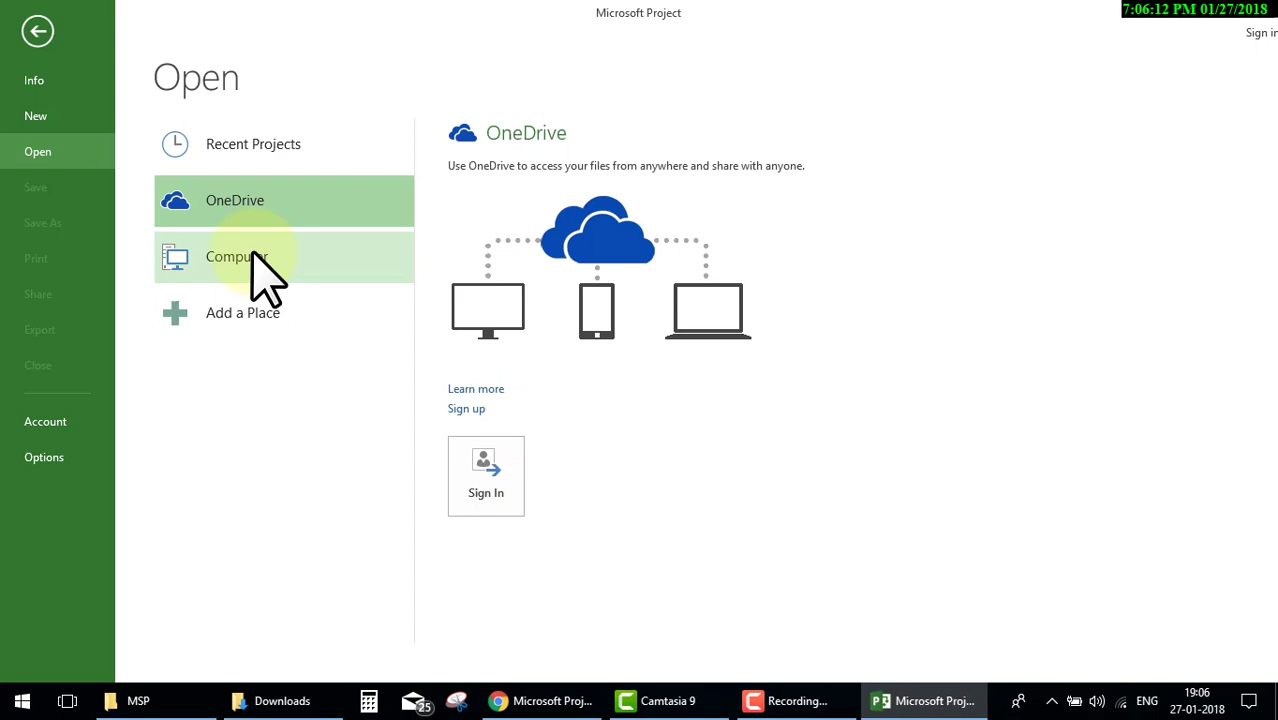 Microsoft Project
7:06:12 PM 01/27/2018
Sign in
Info
New
Open
Save
Save As
Print
Share
Export
Close
Account
Options
Open
Recent Projects
OneDrive
Computer
Add a Place
OneDrive
Use OneDrive to access your files from anywhere and share with anyone.
Learn more
Sign up
Sign In
MSP
Downloads
25
Microsoft Proj...
Camtasia 9
Recording...
Microsoft Proj...
ENG
19:06
27-01-2018